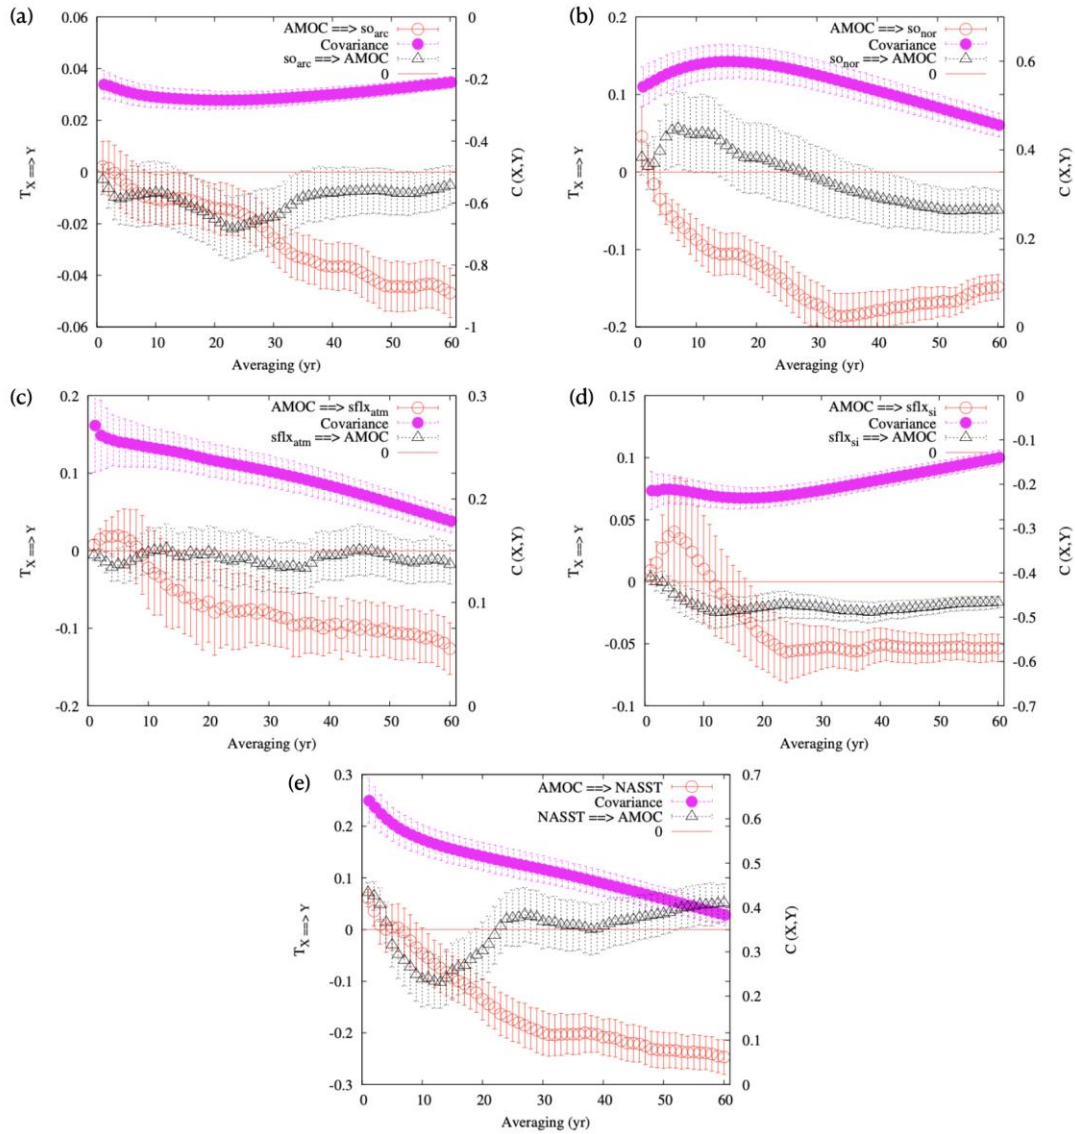 (a)
AMOC ==> so_arc
Covariance
so_arc ==> AMOC
0
0.06
0.04
0.02
0
-0.02
-0.04
-0.06
T_X ==> Y
0
-0.2
-0.4
-0.6
-0.8
-1
C (X,Y)
0 10 20 30 40 50 60
Averaging (yr)
(b)
AMOC ==> so_nor
Covariance
so_nor ==> AMOC
0
0.2
0.1
0
-0.1
-0.2
T_X ==> Y
0.6
0.4
0.2
0
C (X,Y)
0 10 20 30 40 50 60
Averaging (yr)
(c)
AMOC ==> sflx_atm
Covariance
sflx_atm ==> AMOC
0
0.2
0.1
0
-0.1
-0.2
T_X ==> Y
0.3
0.2
0.1
0
C (X,Y)
0 10 20 30 40 50 60
Averaging (yr)
(d)
AMOC ==> sflx_si
Covariance
sflx_si ==> AMOC
0
0.15
0.1
0.05
0
-0.05
-0.1
T_X ==> Y
0
-0.1
-0.2
-0.3
-0.4
-0.5
-0.6
-0.7
C (X,Y)
0 10 20 30 40 50 60
Averaging (yr)
(e)
AMOC ==> NASST
Covariance
NASST ==> AMOC
0
0.3
0.2
0.1
0
-0.1
-0.2
-0.3
T_X ==> Y
0.7
0.6
0.5
0.4
0.3
0.2
0.1
0
C (X,Y)
0 10 20 30 40 50 60
Averaging (yr)